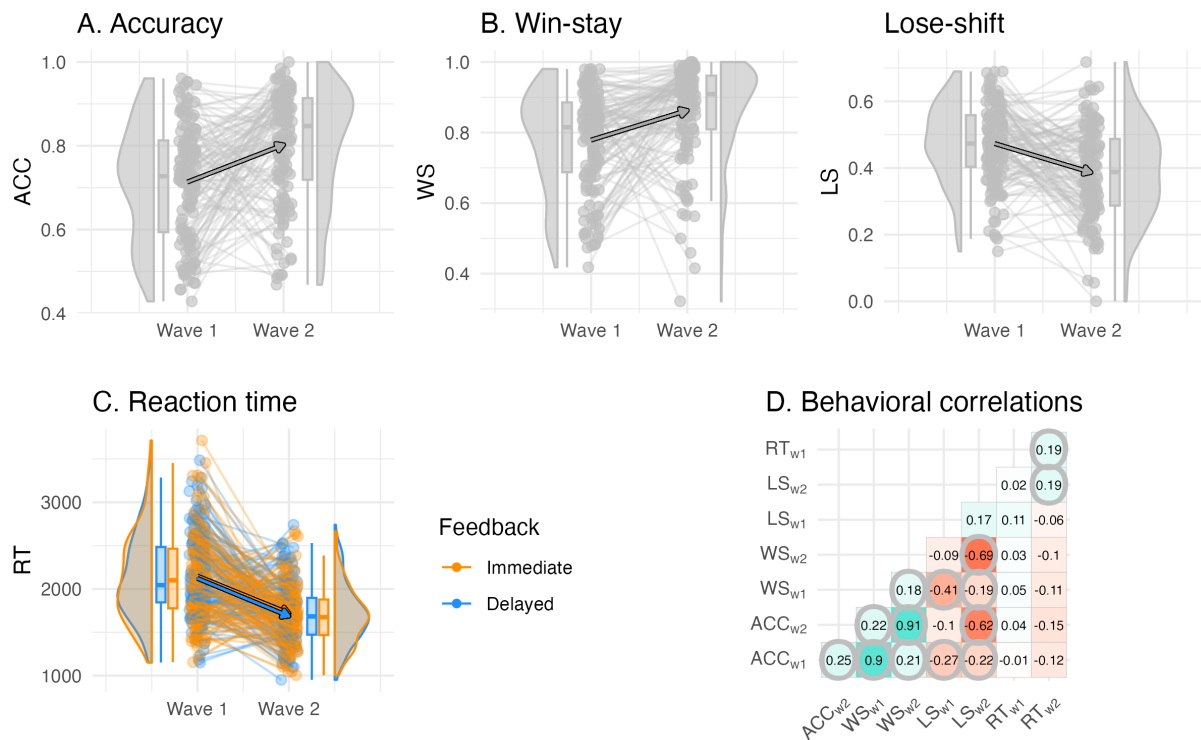 A. Accuracy
ACC
1.0
0.8
0.6
0.4
Wave 1 Wave 2
B. Win-stay
WS
1.0
0.8
0.6
0.4
Wave 1 Wave 2
Lose-shift
LS
0.6
0.4
0.2
0.0
Wave 1 Wave 2
C. Reaction time
RT
3000
2000
1000
Wave 1 Wave 2
Feedback
Immediate
Delayed
D. Behavioral correlations
RTw1 0.19
LSw2 0.02 0.19
LSw1 0.17 0.11 -0.06
WSw2 -0.09 -0.69 0.03 -0.1
WSw1 0.18 -0.41 -0.19 0.05 -0.11
ACCw2 0.22 0.91 -0.1 -0.62 0.04 -0.15
ACCw1 0.25 0.9 0.21 -0.27 -0.22 -0.01 -0.12
ACCw2 WSw1 WSw2 LSw1 LSw2 RTw1 RTw2